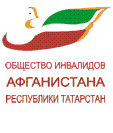 ОБЩЕСТВО ИНВАЛИДОВ
АФГАНИСТАНА
РЕСПУБЛИКИ ТАТАРСТАН